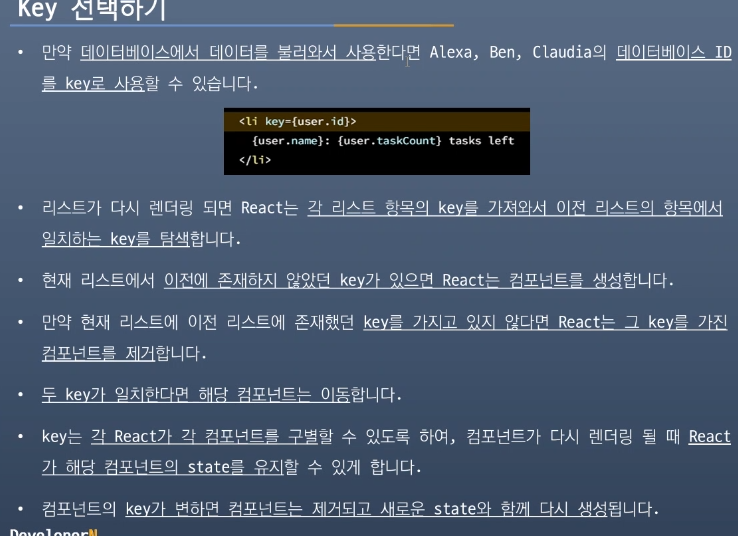 Key 선택하기
• 만약 데이터베이스에서 데이터를 불러와서 사용한다면 Alexa, Ben, Claudia의 데이터베이스 ID
를 key로 사용할 수 있습니다.
<li key={user.id}>
{user.name}: {user.taskCount} tasks left
</li>
• 리스트가 다시 렌더링 되면 React는 각 리스트 항목의 key를 가져와서 이전 리스트의 항목에서
일치하는 key를 탐색합니다.
• 현재 리스트에서 이전에 존재하지 않았던 key가 있으면 React는 컴포넌트를 생성합니다.
• 만약 현재 리스트에 이전 리스트에 존재했던 key를 가지고 있지 않다면 React는 그 key를 가진
컴포넌트를 제거합니다.
• 두 key가 일치한다면 해당 컴포넌트는 이동합니다.
• key는 각 React가 각 컴포넌트를 구별할 수 있도록 하여, 컴포넌트가 다시 렌더링 될 때 React
가 해당 컴포넌트의 state를 유지할 수 있게 합니다.
• 컴포넌트의 key가 변하면 컴포넌트는 제거되고 새로운 state와 함께 다시 생성됩니다.
DeveloperN